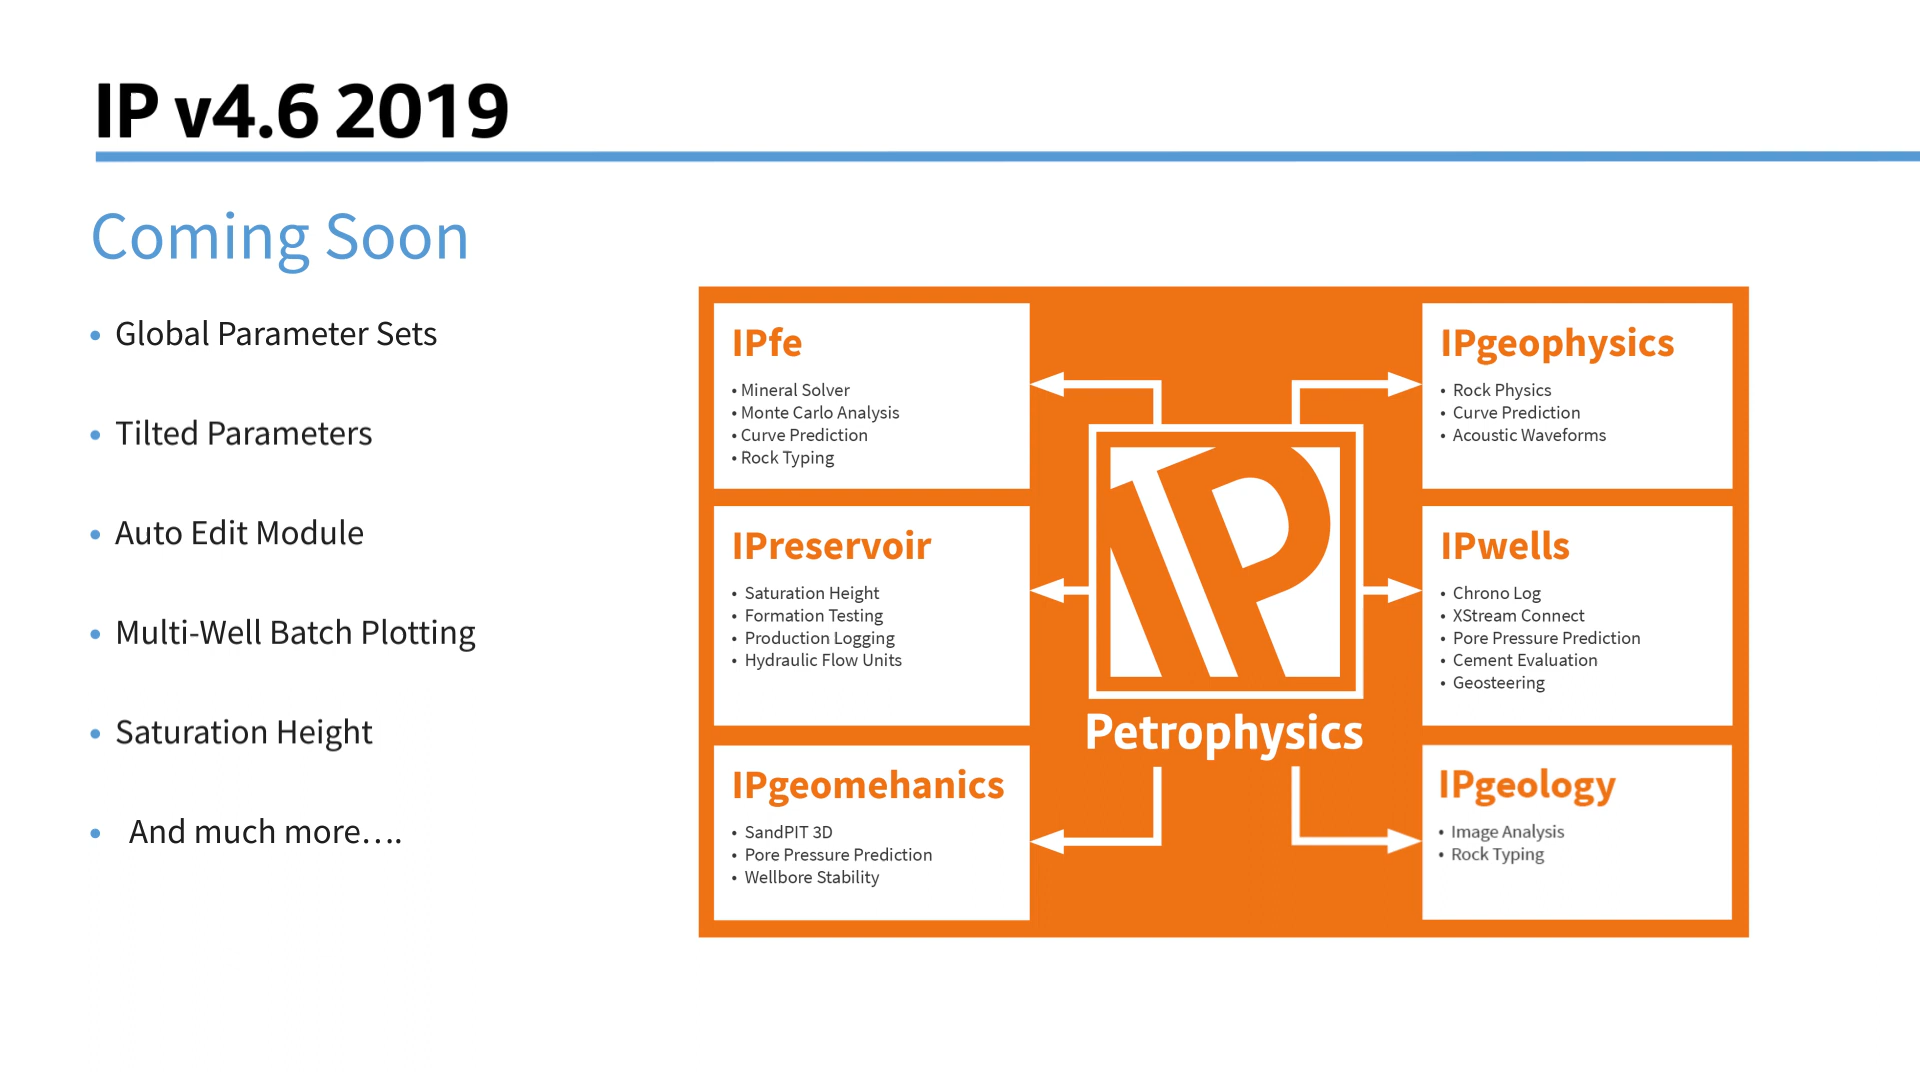 IP v4.6 2019
Coming Soon
• Global Parameter Sets
• Tilted Parameters
• Auto Edit Module
• Multi-Well Batch Plotting
• Saturation Height
• And much more….
IPfe
• Mineral Solver
• Monte Carlo Analysis
• Curve Prediction
• Rock Typing
IPreservoir
• Saturation Height
• Formation Testing
• Production Logging
• Hydraulic Flow Units
IPgeomehanics
• SandPIT 3D
• Pore Pressure Prediction
• Wellbore Stability
IP
Petrophysics
IPgeophysics
• Rock Physics
• Curve Prediction
• Acoustic Waveforms
IPwells
• Chrono Log
• XStream Connect
• Pore Pressure Prediction
• Cement Evaluation
• Geosteering
IPgeology
• Image Analysis
• Rock Typing